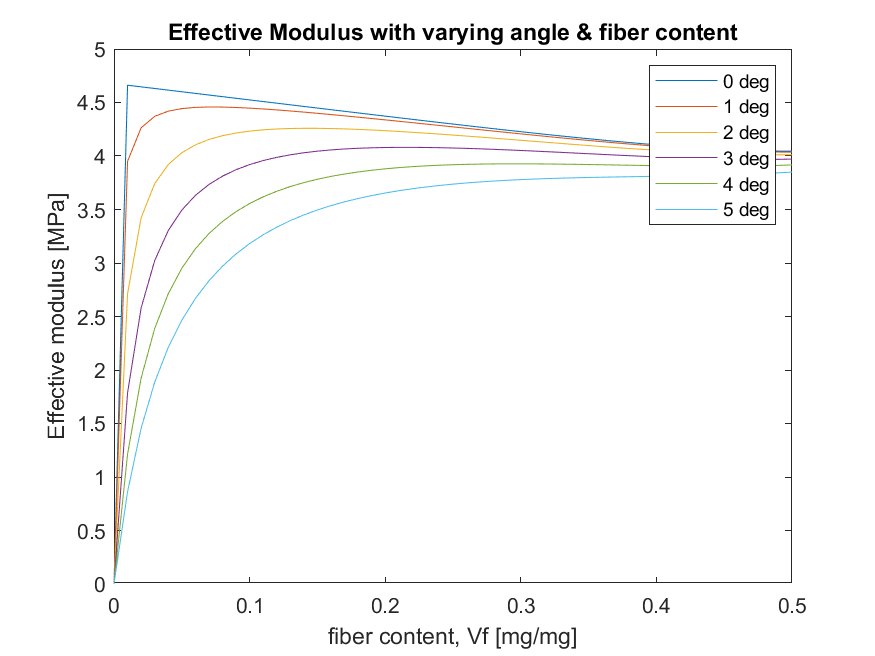 Effective Modulus with varying angle & fiber content
5
4.5
4
3.5
3
2.5
2
1.5
1
0.5
0
Effective modulus [MPa]
0 deg
1 deg
2 deg
3 deg
4 deg
5 deg
0
0.1
0.2
0.3
0.4
0.5
fiber content, Vf [mg/mg]